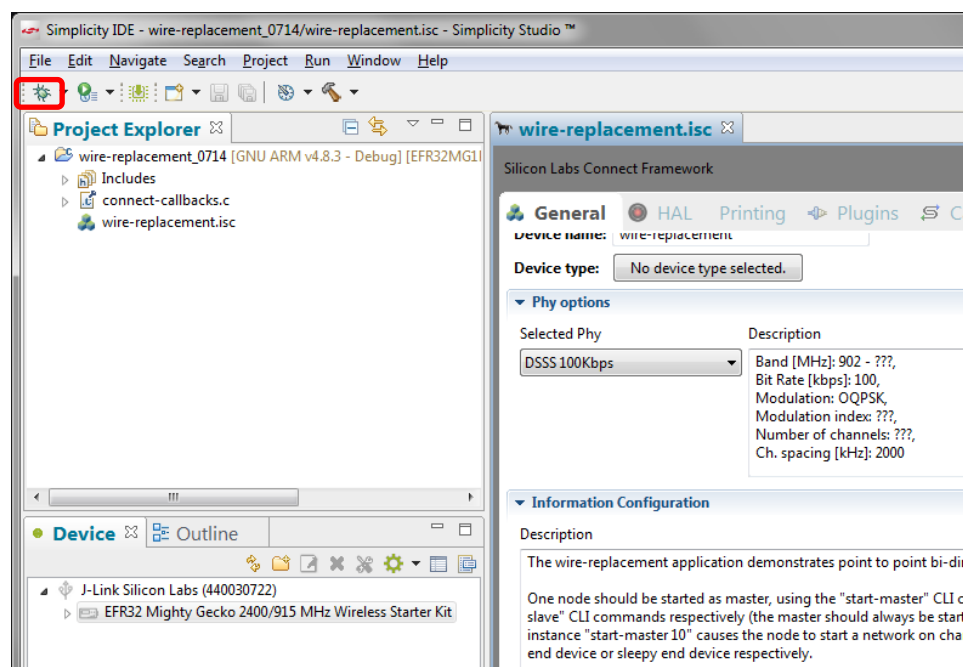 Simplicity IDE - wire-replacement_0714/wire-replacement.isc - Simplicity Studio ™
File Edit Navigate Search Project Run Window Help
Project Explorer
wire-replacement_0714 [GNU ARM v4.8.3 - Debug] [EFR32MG1
Includes
connect-callbacks.c
wire-replacement.isc
Device Outline
J-Link Silicon Labs (440030722)
EFR32 Mighty Gecko 2400/915 MHz Wireless Starter Kit
wire-replacement.isc
Silicon Labs Connect Framework
General HAL Printing Plugins C
Device name: wire-replacement
Device type: No device type selected.
Phy options
Selected Phy Description
DSSS 100Kbps
Band [MHz]: 902 - ???,
Bit Rate [kbps]: 100,
Modulation: OQPSK,
Modulation index: ???,
Number of channels: ???,
Ch. spacing [kHz]: 2000
Information Configuration
Description
The wire-replacement application demonstrates point to point bi-di
One node should be started as master, using the "start-master" CLI c
slave" CLI commands respectively (the master should always be start
instance "start-master 10" causes the node to start a network on cha
end device or sleepy end device respectively.